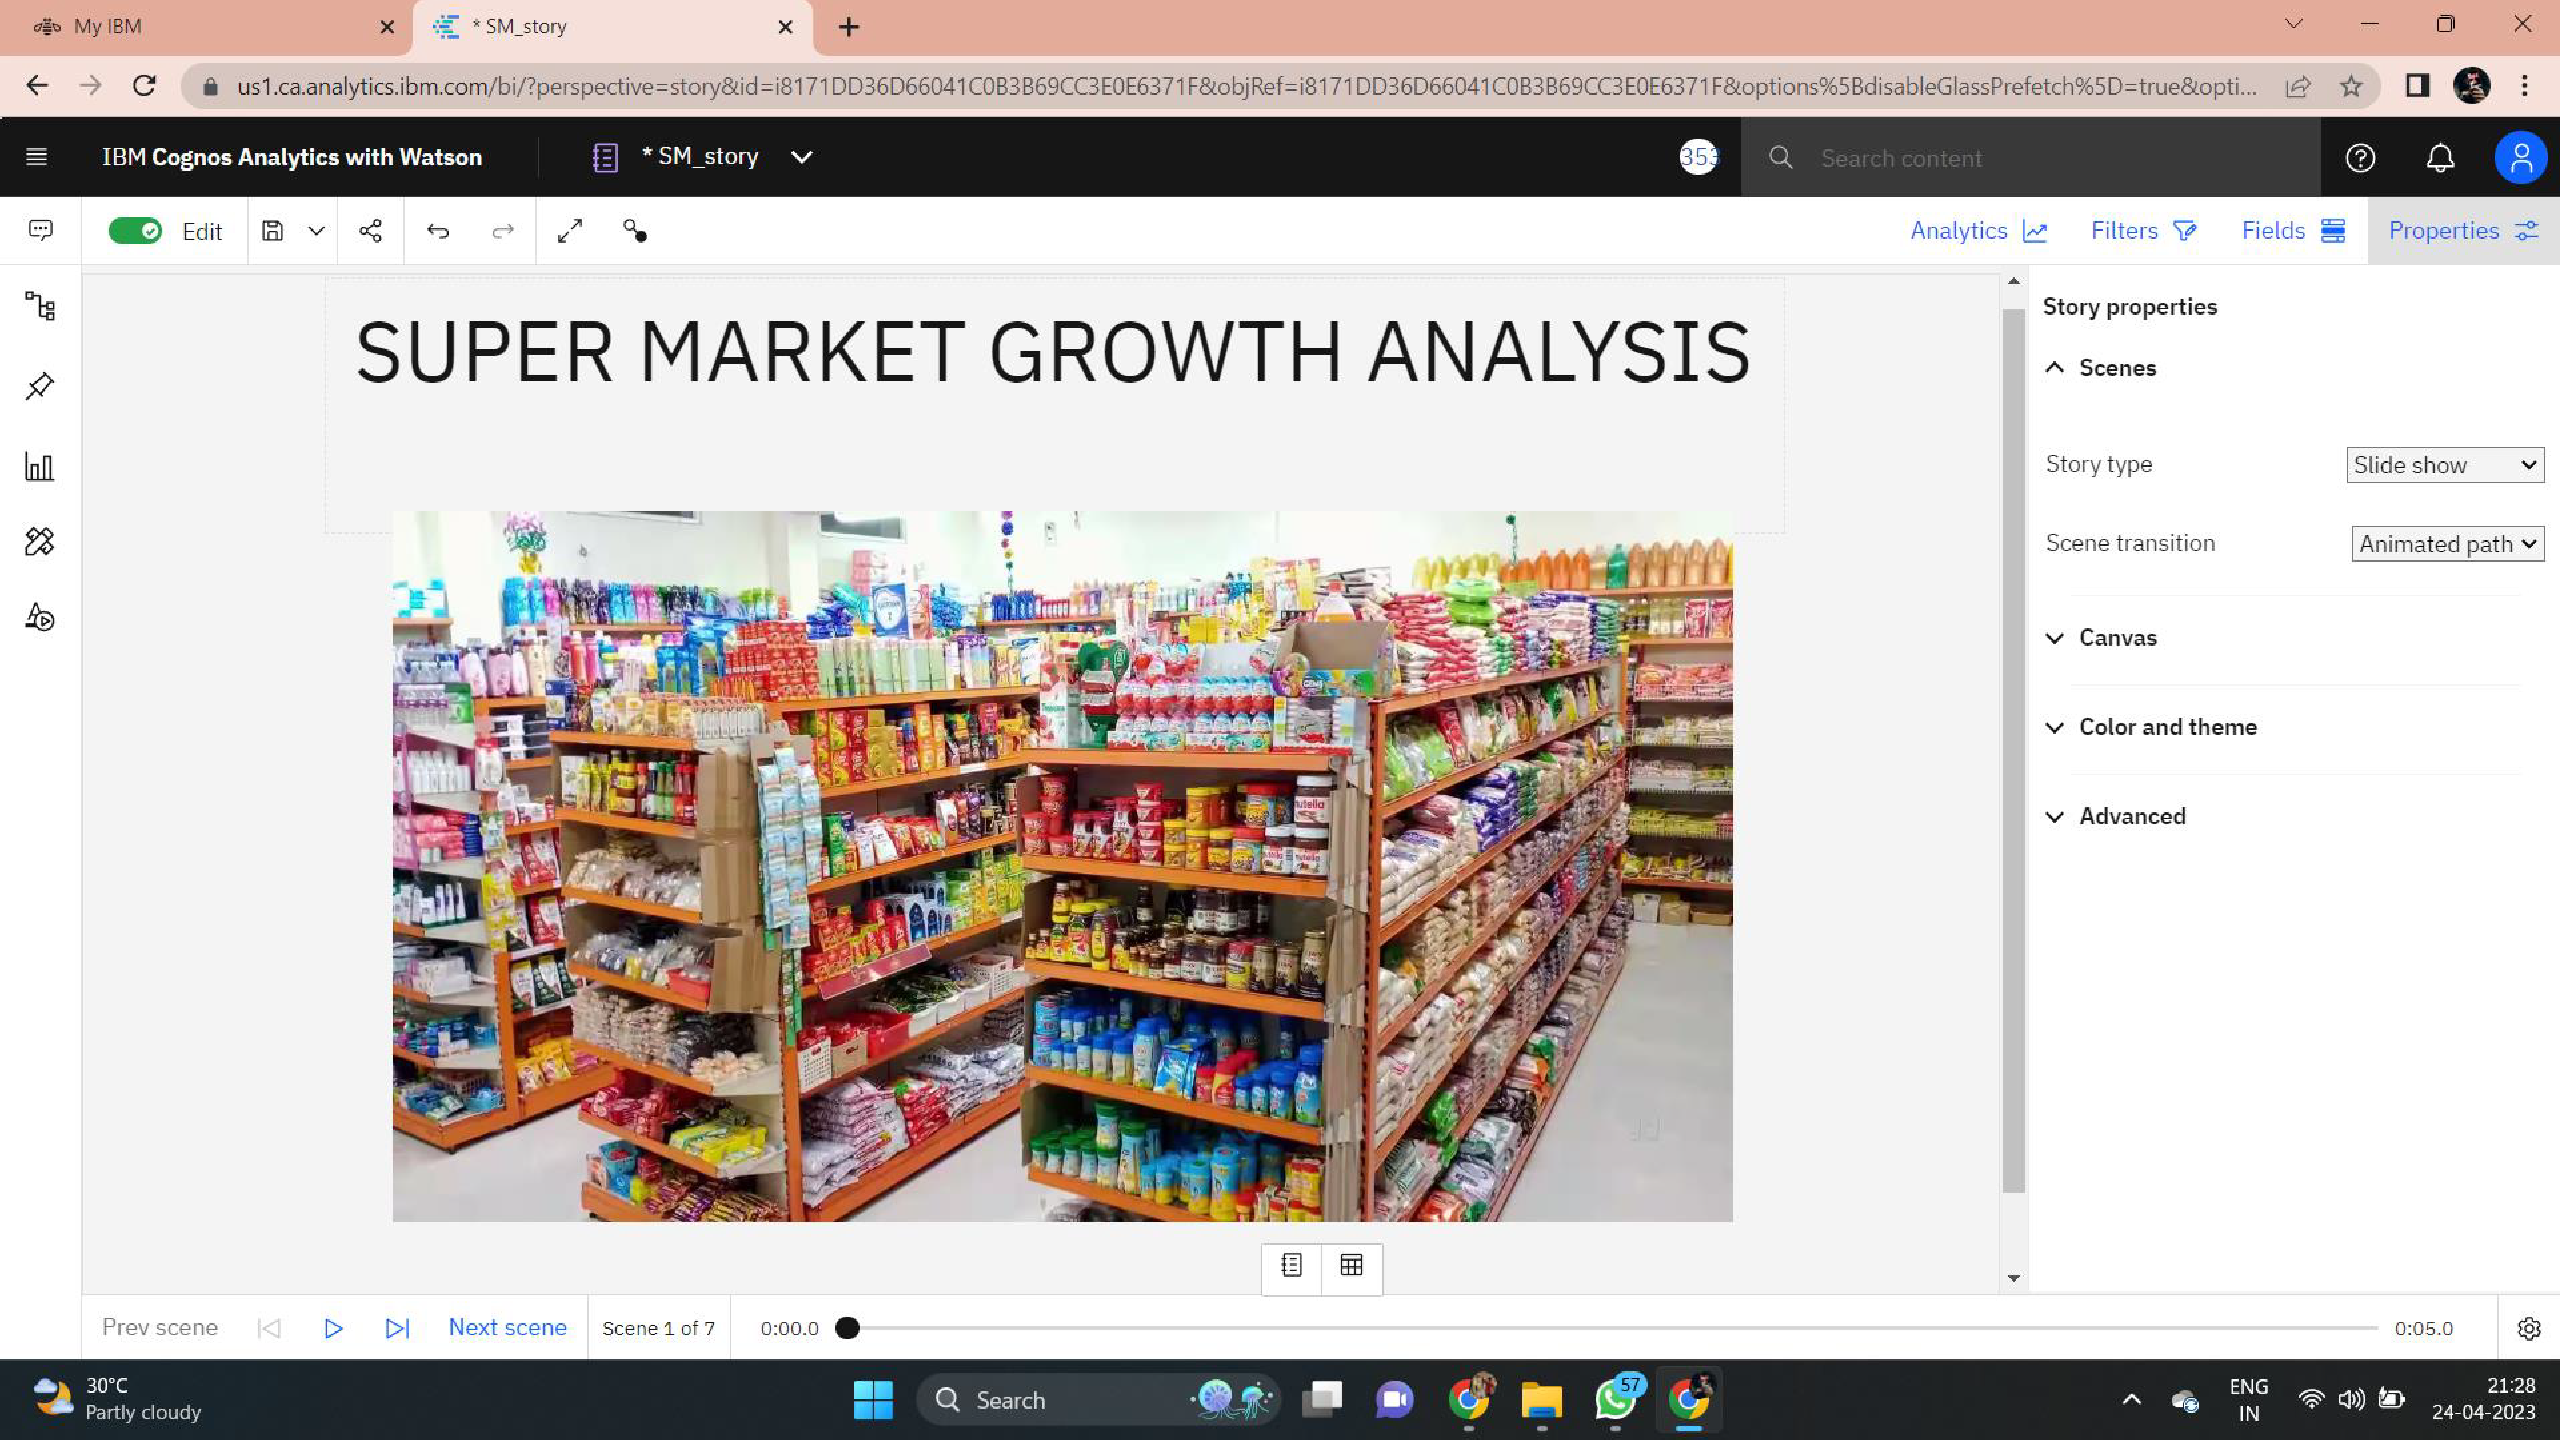 My IBM
* SM_story
us1.ca.analytics.ibm.com/bi/?perspective=story&id=i8171DD36D66041C0B3B69CC3E0E6371F&objRef=i8171DD36D66041C0B3B69CC3E0E6371F&options%5BdisableGlassPrefetch%5D=true&opti...
IBM Cognos Analytics with Watson
* SM_story
353
Search content
Edit
Analytics
Filters
Fields
Properties
SUPER MARKET GROWTH ANALYSIS
nutella
Story properties
Scenes
Story type
Slide show
Scene transition
Animated path
Canvas
Color and theme
Advanced
Prev scene
Next scene
Scene 1 of 7
0:00.0
0:05.0
30°C
Partly cloudy
Search
57
ENG
IN
21:28
24-04-2023